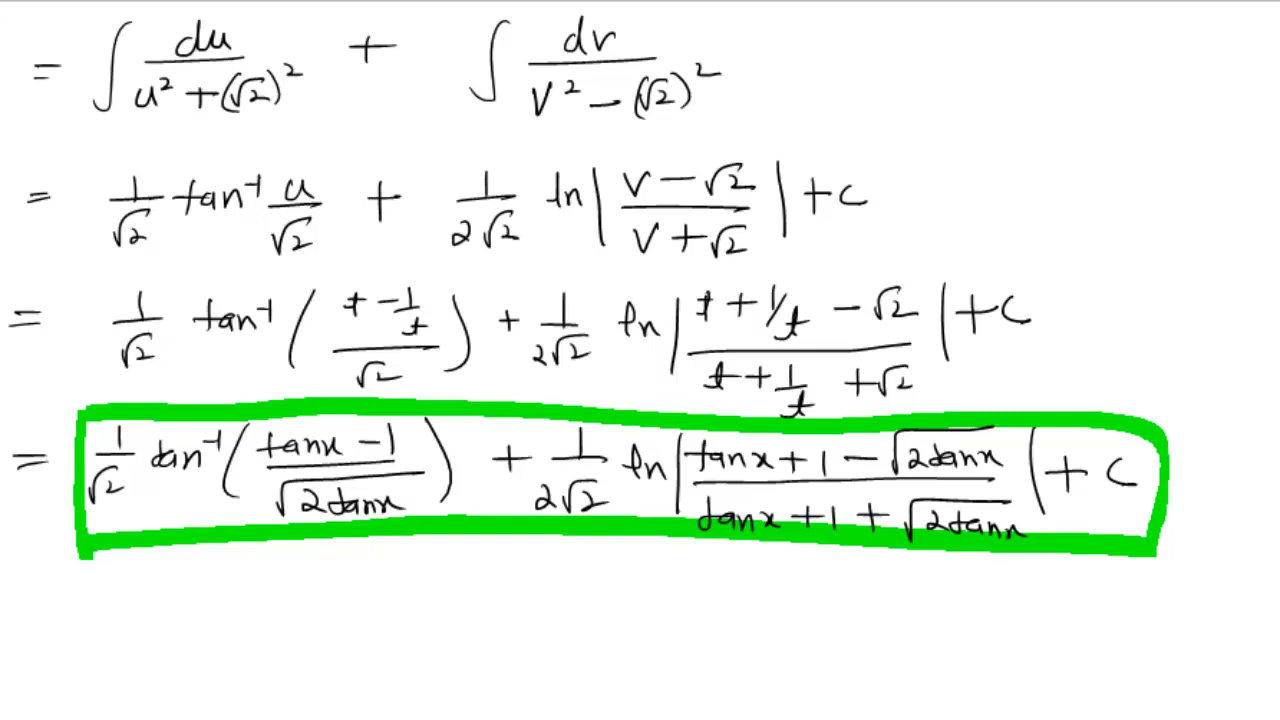 = ∫ du / (u² + (√2)²) + ∫ dv / (v² − (√2)²)
= 1/√2 tan⁻¹ u/√2 + 1/(2√2) ln |(v − √2)/(v + √2)| + c
= 1/√2 tan⁻¹ ((t − 1/t)/√2) + 1/(2√2) ln |(t + 1/t − √2)/(t + 1/t + √2)| + c
= 1/√2 tan⁻¹ ((tanx − 1)/√(2tanx)) + 1/(2√2) ln |(tanx + 1 − √(2tanx))/(tanx + 1 + √(2tanx))| + c